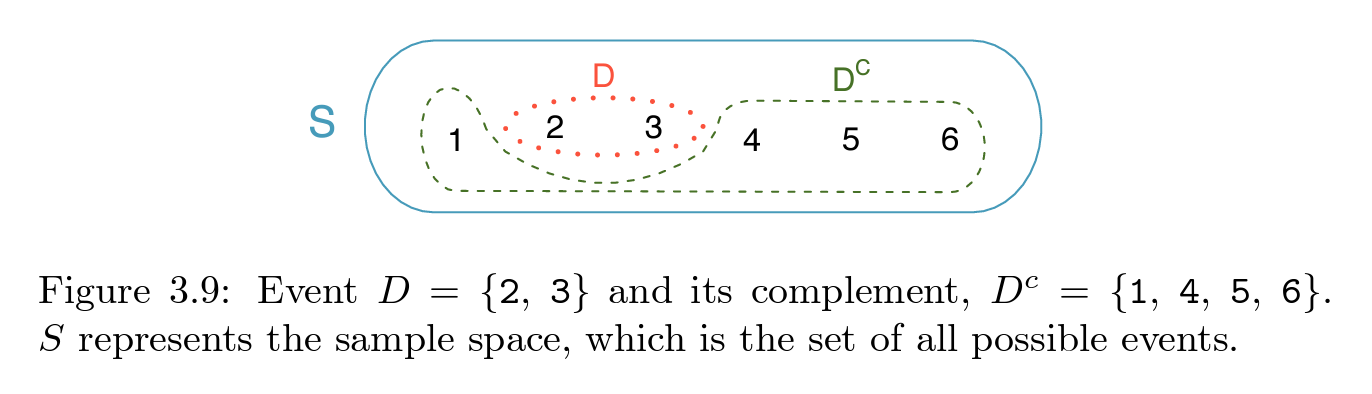 D
D^C
S
1 2 3 4 5 6
Figure 3.9: Event D = {2, 3} and its complement, D^c = {1, 4, 5, 6}.
S represents the sample space, which is the set of all possible events.